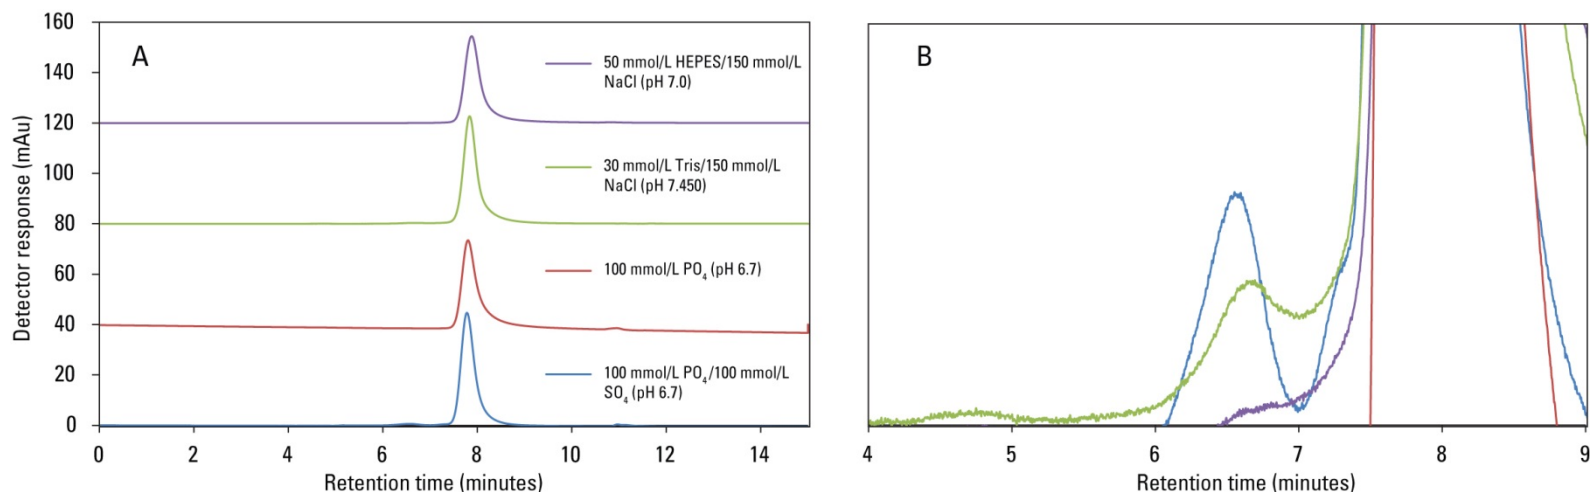 A
160
140
120
100
80
60
40
20
0
Detector response (mAu)
50 mmol/L HEPES/150 mmol/L
NaCl (pH 7.0)
30 mmol/L Tris/150 mmol/L
NaCl (pH 7.450)
100 mmol/L PO₄ (pH 6.7)
100 mmol/L PO₄/100 mmol/L
SO₄ (pH 6.7)
0 2 4 6 8 10 12 14
Retention time (minutes)
B
4 5 6 7 8 9
Retention time (minutes)